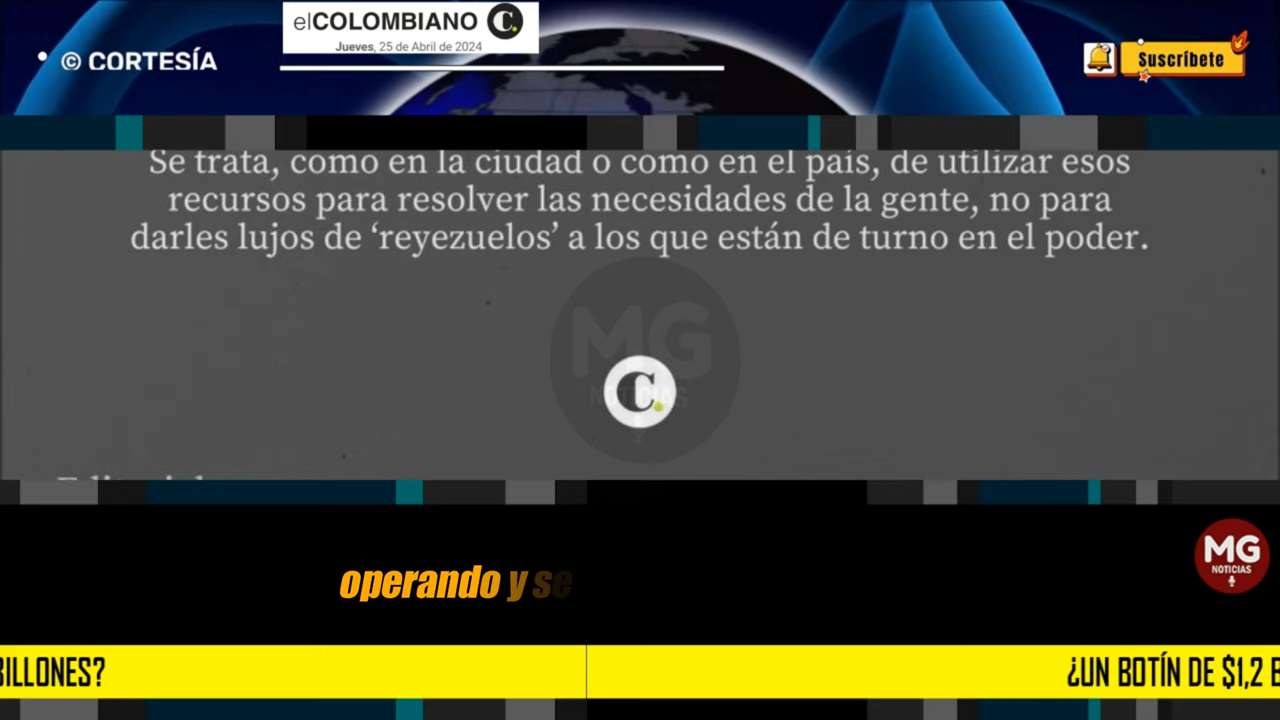 elCOLOMBIANO C.
Jueves, 25 de Abril de 2024
© CORTESÍA
Suscríbete
Se trata, como en la ciudad o como en el país, de utilizar esos
recursos para resolver las necesidades de la gente, no para
darles lujos de ‘reyezuelos’ a los que están de turno en el poder.
MG
NOTICIAS
C.
operando y se
MG
NOTICIAS
BILLONES?
¿UN BOTÍN DE $1,2 B